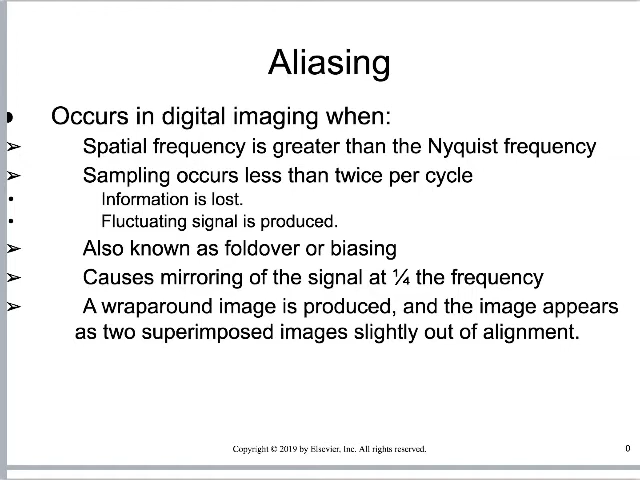 Aliasing
• Occurs in digital imaging when:
➢ Spatial frequency is greater than the Nyquist frequency
➢ Sampling occurs less than twice per cycle
• Information is lost.
• Fluctuating signal is produced.
➢ Also known as foldover or biasing
➢ Causes mirroring of the signal at ¼ the frequency
➢ A wraparound image is produced, and the image appears
as two superimposed images slightly out of alignment.
Copyright © 2019 by Elsevier, Inc. All rights reserved.
0